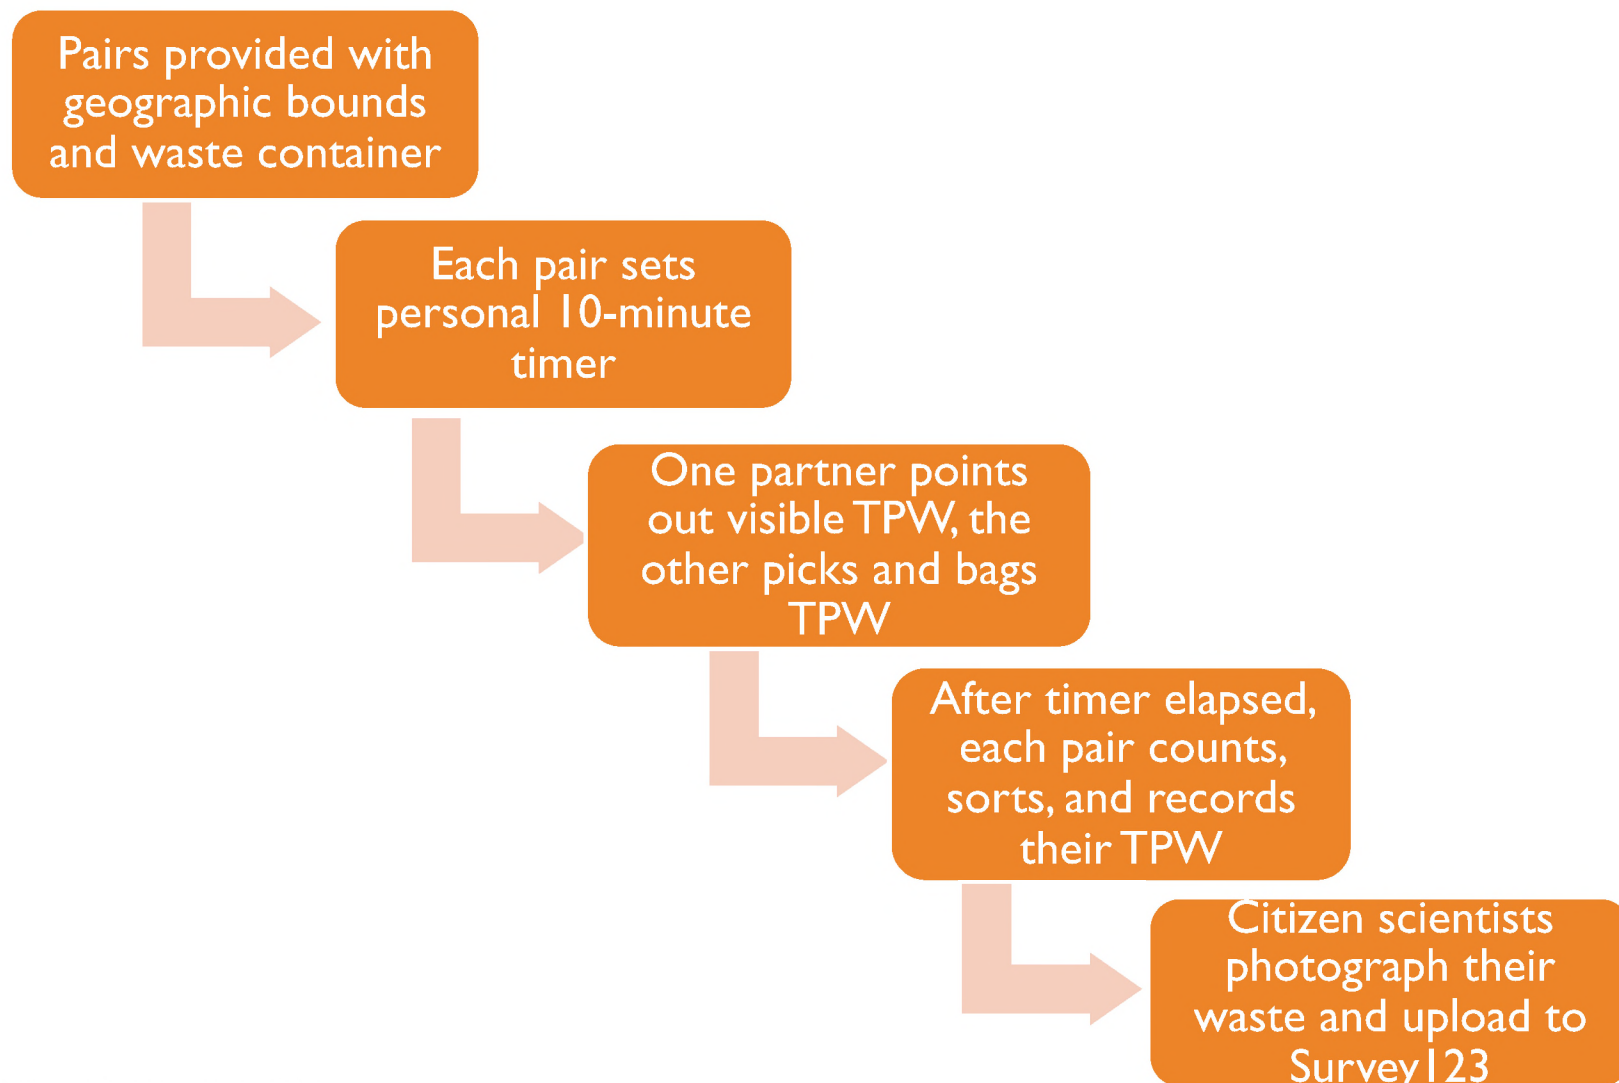 Pairs provided with
geographic bounds
and waste container
Each pair sets
personal 10-minute
timer
One partner points
out visible TPW, the
other picks and bags
TPW
After timer elapsed,
each pair counts,
sorts, and records
their TPW
Citizen scientists
photograph their
waste and upload to
Survey123